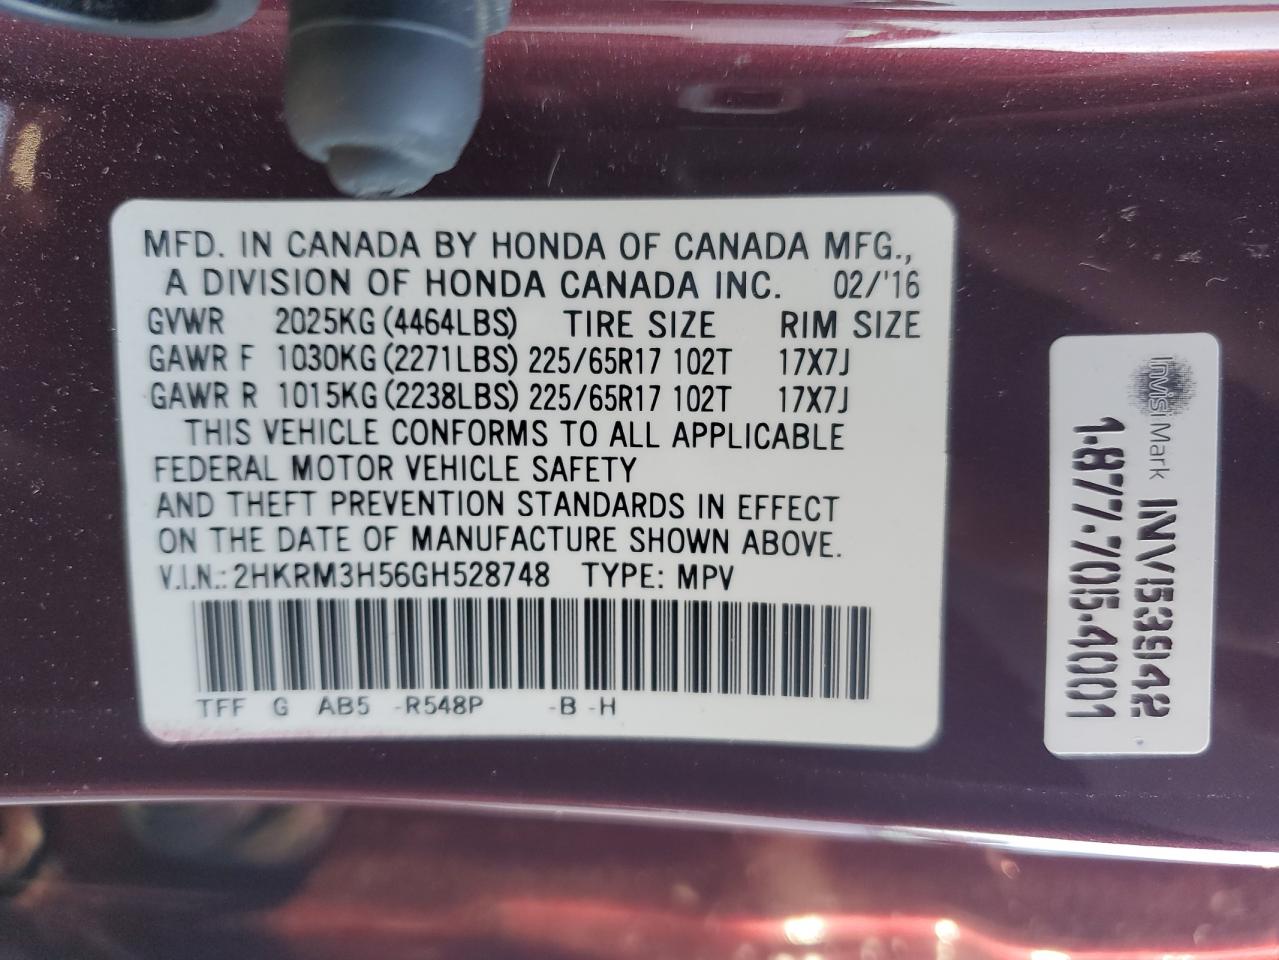 MFD. IN CANADA BY HONDA OF CANADA MFG.,
A DIVISION OF HONDA CANADA INC. 02/'16
GVWR 2025KG (4464LBS) TIRE SIZE RIM SIZE
GAWR F 1030KG (2271LBS) 225/65R17 102T 17X7J
GAWR R 1015KG (2238LBS) 225/65R17 102T 17X7J
THIS VEHICLE CONFORMS TO ALL APPLICABLE
FEDERAL MOTOR VEHICLE SAFETY
AND THEFT PREVENTION STANDARDS IN EFFECT
ON THE DATE OF MANUFACTURE SHOWN ABOVE.
V.I.N.: 2HKRM3H56GH528748 TYPE: MPV
TFF G AB5 -R548P -B -H
InVisiMark INV53942
1-877-705-4001